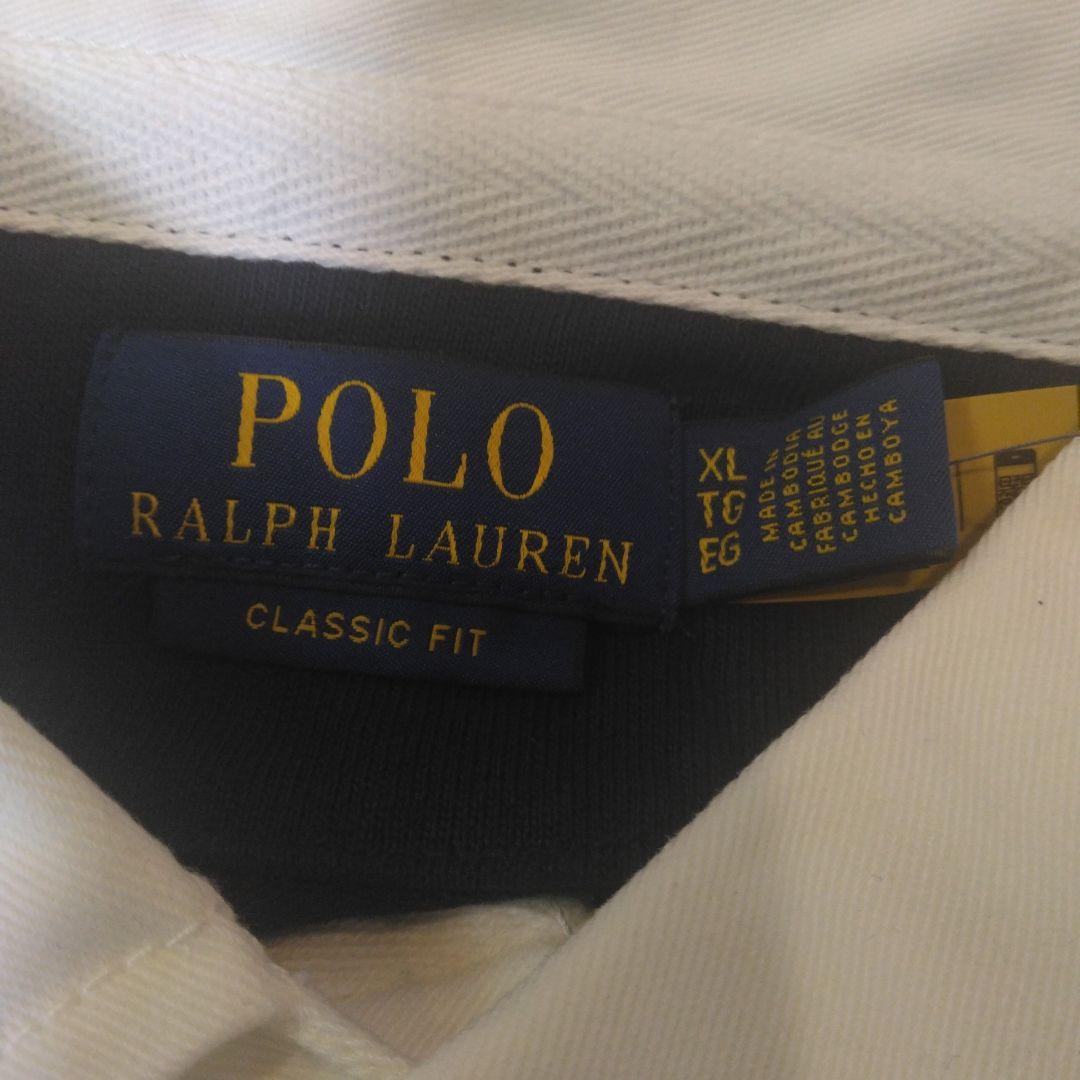 POLO
RALPH LAUREN
CLASSIC FIT
XL
TG
EG
MADE IN
CAMBODIA
FABRIQUÉ AU
CAMBODGE
HECHO EN
CAMBOYA